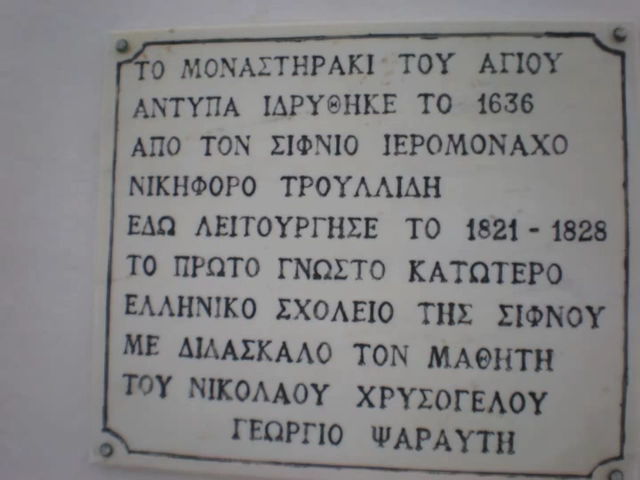 ΤΟ ΜΟΝΑΣΤΗΡΑΚΙ ΤΟΥ ΑΓΙΟΥ
ΑΝΤΥΠΑ ΙΔΡΥΘΗΚΕ ΤΟ 1636
ΑΠΟ ΤΟΝ ΣΙΦΝΙΟ ΙΕΡΟΜΟΝΑΧΟ
ΝΙΚΗΦΟΡΟ ΤΡΟΥΛΛΙΔΗ
ΕΔΩ ΛΕΙΤΟΥΡΓΗΣΕ ΤΟ 1821 - 1828
ΤΟ ΠΡΩΤΟ ΓΝΩΣΤΟ ΚΑΤΩΤΕΡΟ
ΕΛΛΗΝΙΚΟ ΣΧΟΛΕΙΟ ΤΗΣ ΣΙΦΝΟΥ
ΜΕ ΔΙΛΑΣΚΑΛΟ ΤΟΝ ΜΑΘΗΤΗ
ΤΟΥ ΝΙΚΟΛΑΟΥ ΧΡΥΣΟΓΕΛΟΥ
ΓΕΩΡΓΙΟ ΨΑΡΑΥΤΗ